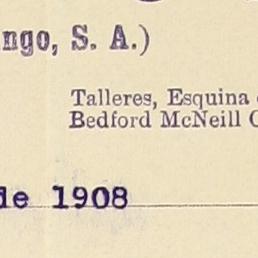 ngo, S. A.)
Talleres, Esquina
Bedford McNeill C
de 1908